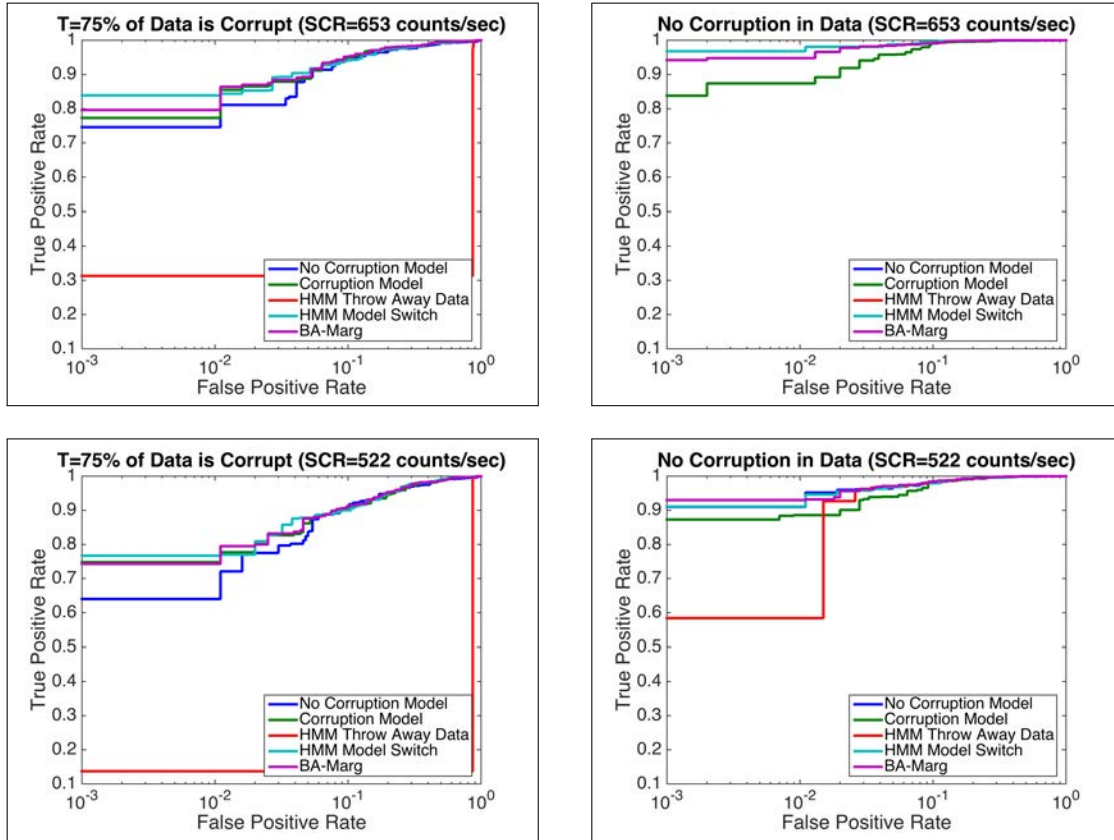 T=75% of Data is Corrupt (SCR=653 counts/sec)
True Positive Rate
1
0.9
0.8
0.7
0.6
0.5
0.4
0.3
0.2
0.1
No Corruption Model
Corruption Model
HMM Throw Away Data
HMM Model Switch
BA-Marg
10-3 10-2 10-1 100
False Positive Rate
No Corruption in Data (SCR=653 counts/sec)
True Positive Rate
1
0.9
0.8
0.7
0.6
0.5
0.4
0.3
0.2
0.1
No Corruption Model
Corruption Model
HMM Throw Away Data
HMM Model Switch
BA-Marg
10-3 10-2 10-1 100
False Positive Rate
T=75% of Data is Corrupt (SCR=522 counts/sec)
True Positive Rate
1
0.9
0.8
0.7
0.6
0.5
0.4
0.3
0.2
0.1
No Corruption Model
Corruption Model
HMM Throw Away Data
HMM Model Switch
BA-Marg
10-3 10-2 10-1 100
False Positive Rate
No Corruption in Data (SCR=522 counts/sec)
True Positive Rate
1
0.9
0.8
0.7
0.6
0.5
0.4
0.3
0.2
0.1
No Corruption Model
Corruption Model
HMM Throw Away Data
HMM Model Switch
BA-Marg
10-3 10-2 10-1 100
False Positive Rate